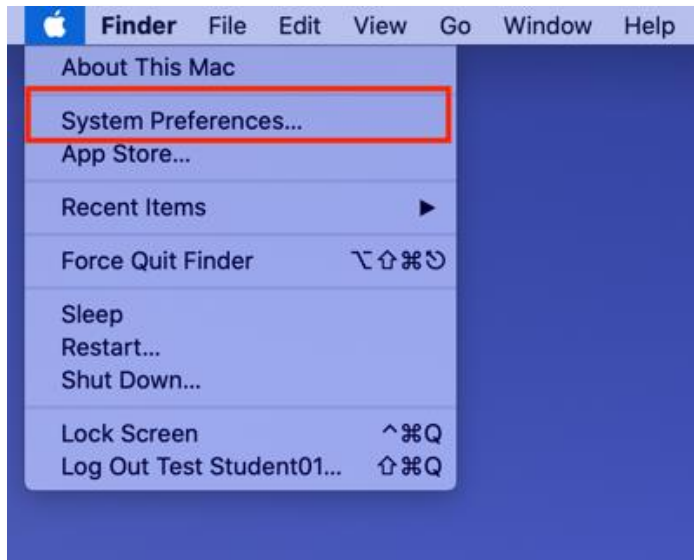 Finder File Edit View Go Window Help
About This Mac
System Preferences...
App Store...
Recent Items ▶
Force Quit Finder ⌥⇧⌘⎋
Sleep
Restart...
Shut Down...
Lock Screen ^⌘Q
Log Out Test Student01... ⇧⌘Q